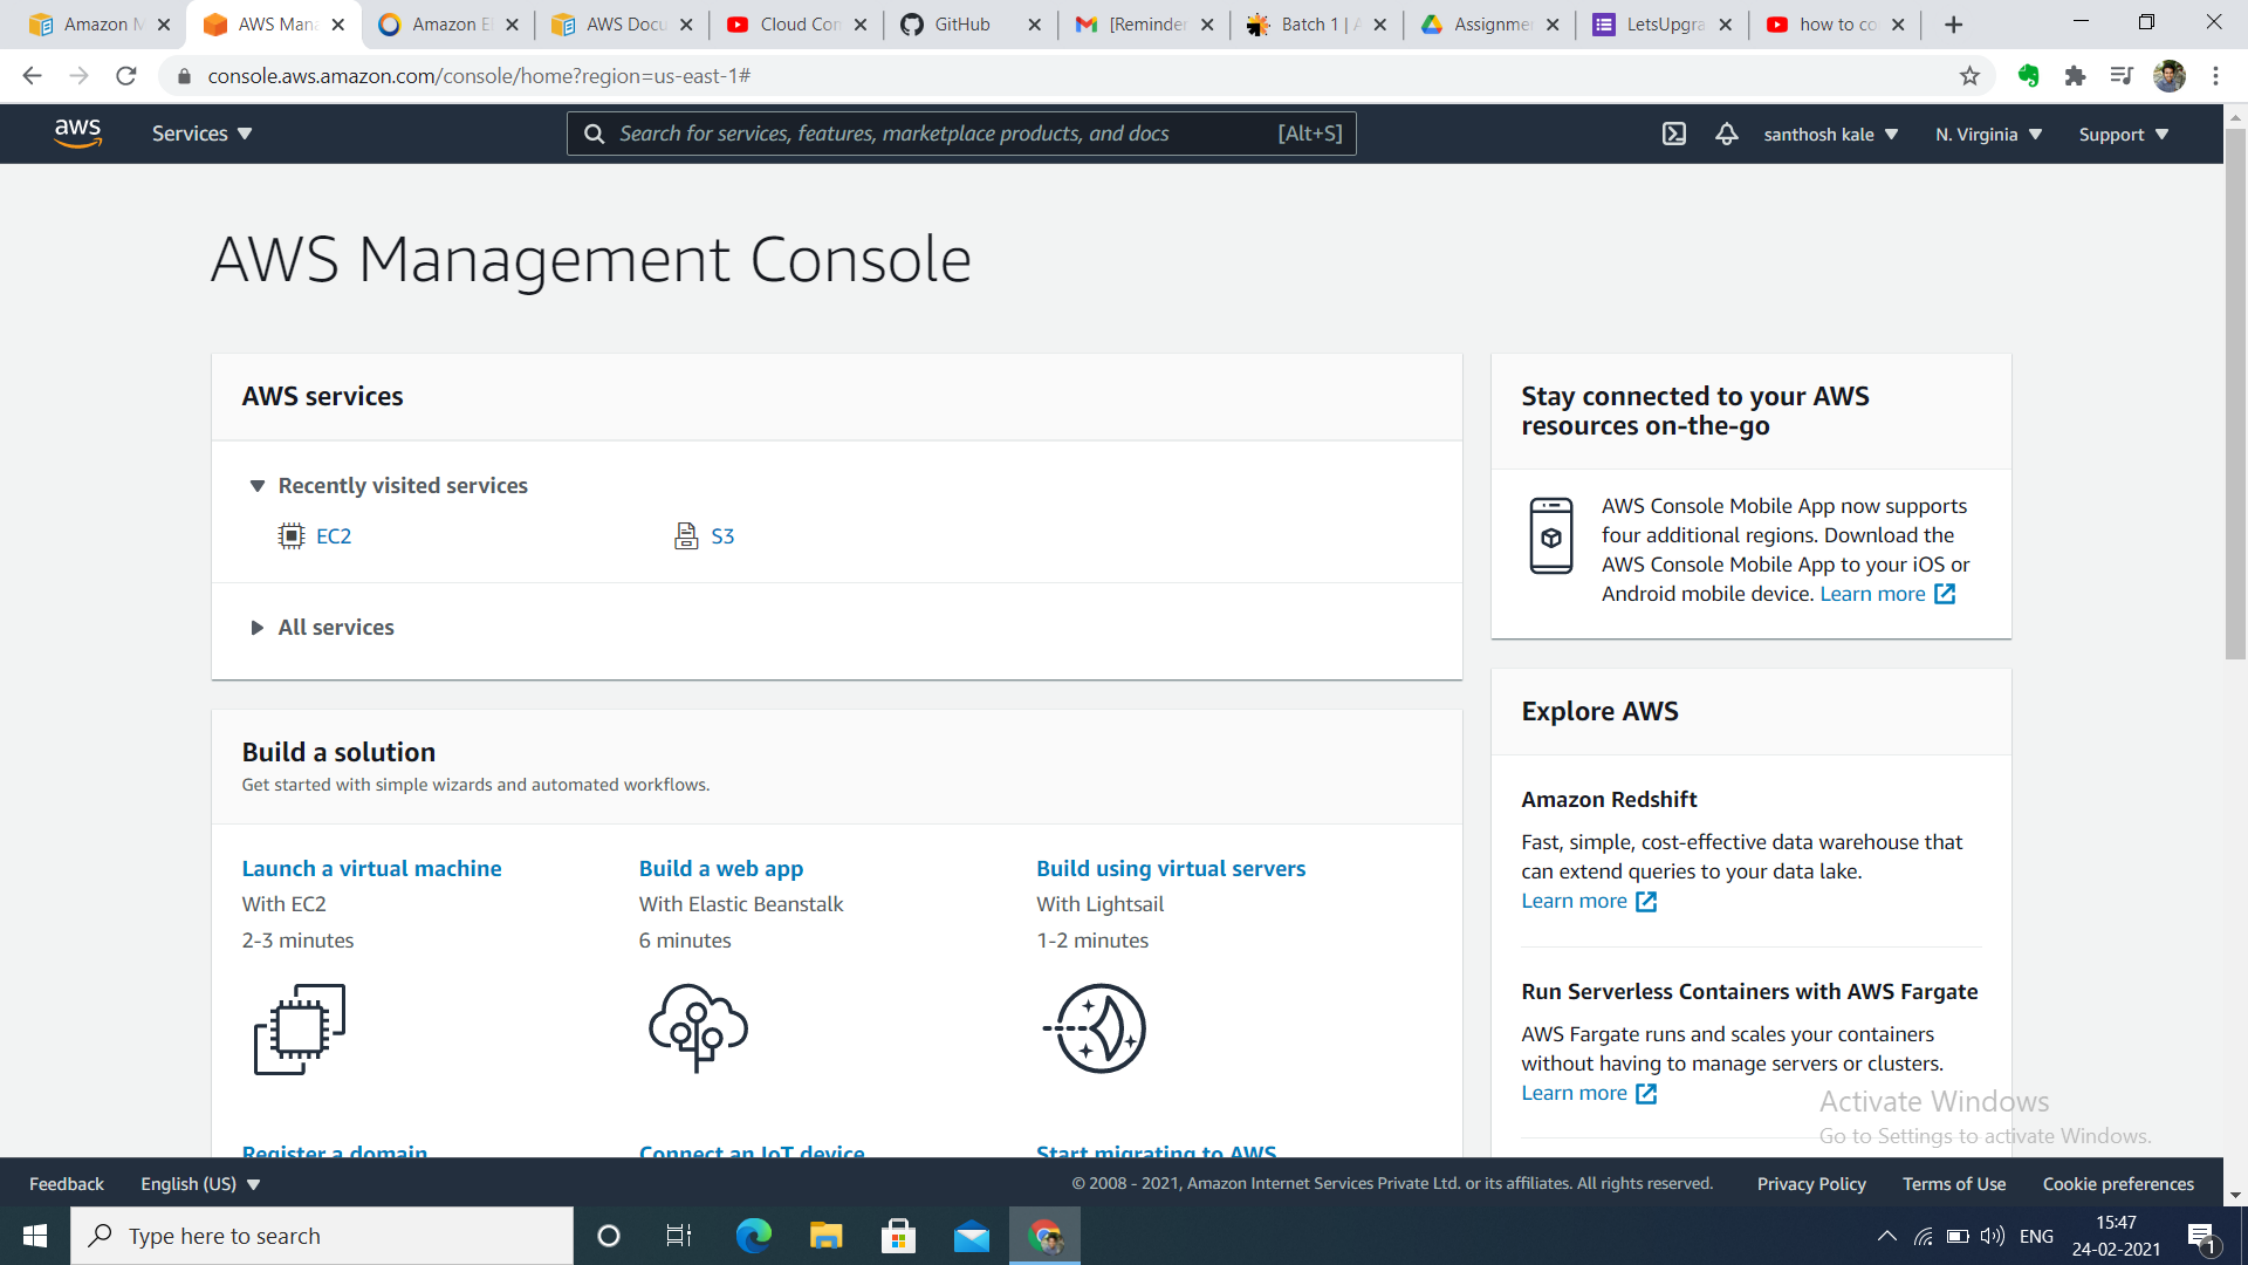 Amazon M
AWS Mana
Amazon El
AWS Docu
Cloud Con
GitHub
[Reminder
Batch 1 | A
Assignmen
LetsUpgra
how to co
console.aws.amazon.com/console/home?region=us-east-1#
aws
Services
Search for services, features, marketplace products, and docs
[Alt+S]
santhosh kale
N. Virginia
Support
AWS Management Console
AWS services
Recently visited services
EC2
S3
All services
Stay connected to your AWS
resources on-the-go
AWS Console Mobile App now supports
four additional regions. Download the
AWS Console Mobile App to your iOS or
Android mobile device. Learn more
Build a solution
Get started with simple wizards and automated workflows.
Launch a virtual machine
With EC2
2-3 minutes
Build a web app
With Elastic Beanstalk
6 minutes
Build using virtual servers
With Lightsail
1-2 minutes
Register a domain
Connect an IoT device
Start migrating to AWS
Explore AWS
Amazon Redshift
Fast, simple, cost-effective data warehouse that
can extend queries to your data lake.
Learn more
Run Serverless Containers with AWS Fargate
AWS Fargate runs and scales your containers
without having to manage servers or clusters.
Learn more
Activate Windows
Go to Settings to activate Windows.
Feedback
English (US)
© 2008 - 2021, Amazon Internet Services Private Ltd. or its affiliates. All rights reserved.
Privacy Policy
Terms of Use
Cookie preferences
Type here to search
ENG
15:47
24-02-2021
1